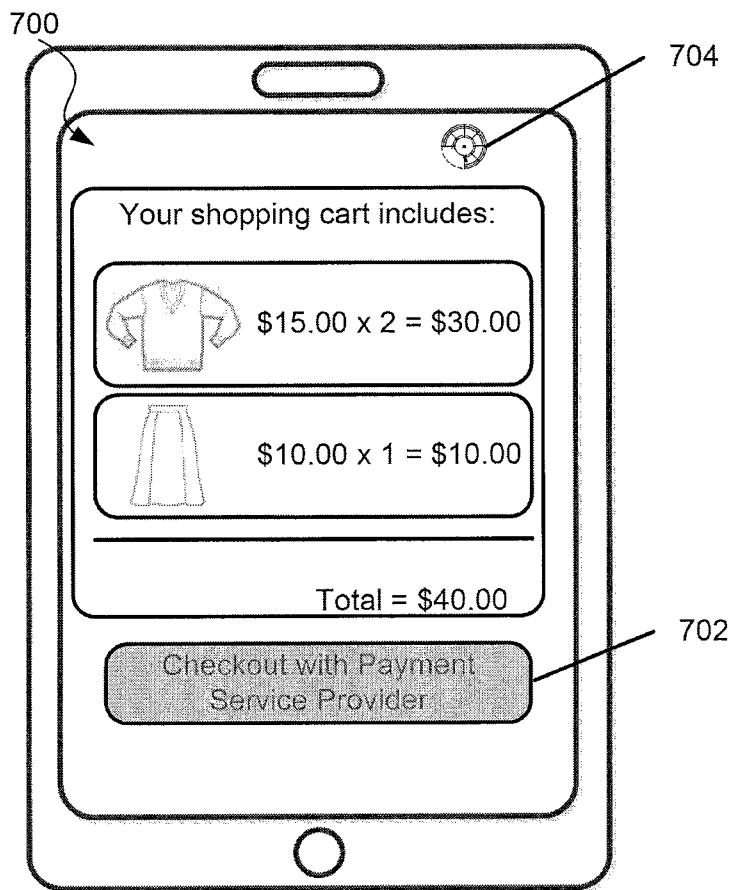 700
704
Your shopping cart includes:
$15.00 x 2 = $30.00
$10.00 x 1 = $10.00
Total = $40.00
702
Checkout with Payment
Service Provider